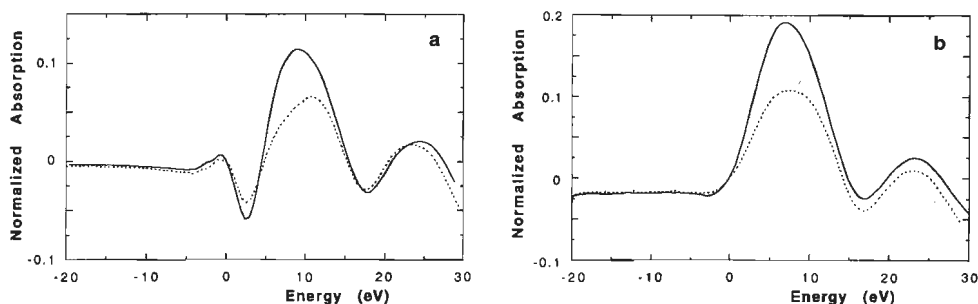 a
0.1
0
-0.1
Normalized Absorption
-20 -10 0 10 20 30
Energy (eV)
b
0.2
0.1
0
-0.1
Normalized Absorption
-20 -10 0 10 20 30
Energy (eV)